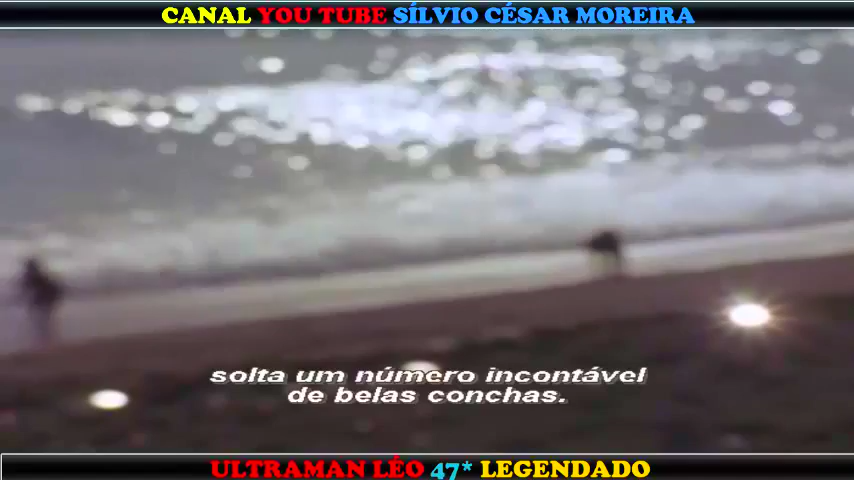 CANAL YOU TUBE SÍLVIO CÉSAR MOREIRA
solta um número incontável
de belas conchas.
ULTRAMAN LÉO 47* LEGENDADO